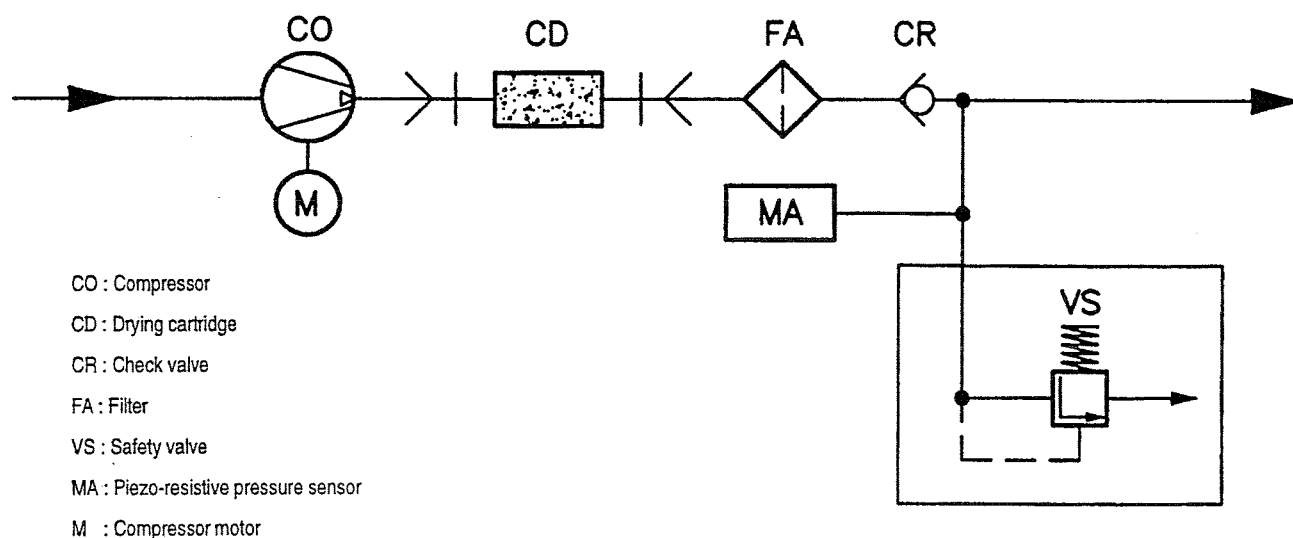 CO CD FA CR
M
MA
VS
CO : Compressor
CD : Drying cartridge
CR : Check valve
FA : Filter
VS : Safety valve
MA : Piezo-resistive pressure sensor
M : Compressor motor